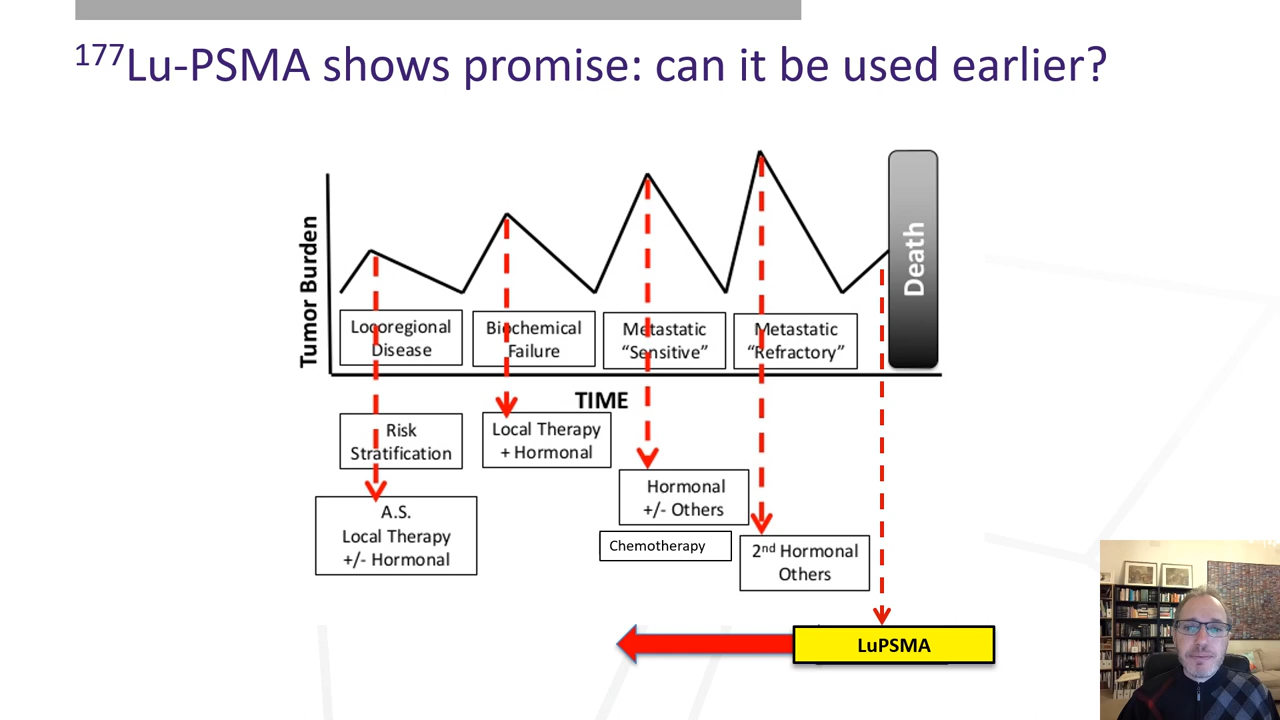 ¹⁷⁷Lu-PSMA shows promise: can it be used earlier?
Tumor Burden
Locoregional
Disease
Biochemical
Failure
Metastatic
“Sensitive”
Metastatic
“Refractory”
Death
TIME
Risk
Stratification
A.S.
Local Therapy
+/- Hormonal
Local Therapy
+ Hormonal
Hormonal
+/- Others
Chemotherapy
2ⁿᵈ Hormonal
Others
LuPSMA